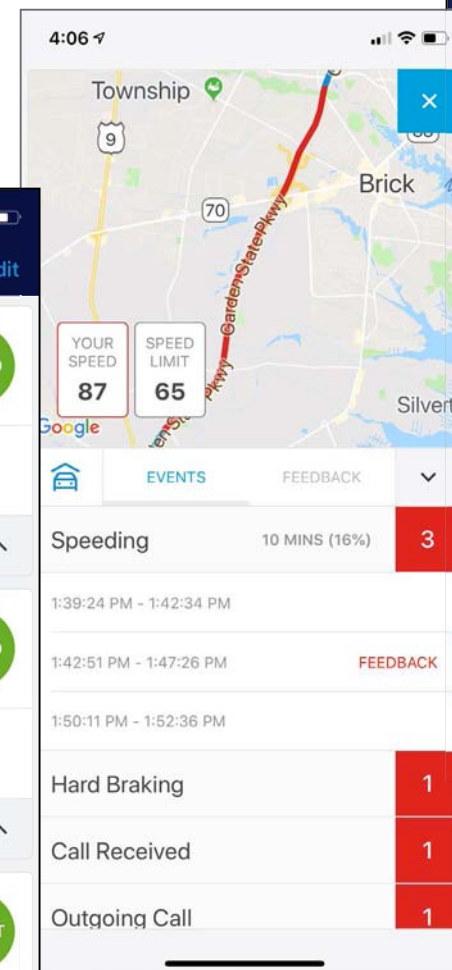 4:06
Township
9
70
Brick
Garden State Pkwy
YOUR SPEED
87
SPEED LIMIT
65
Google
Silvert
dit
EVENTS
FEEDBACK
Speeding
10 MINS (16%)
3
1:39:24 PM - 1:42:34 PM
1:42:51 PM - 1:47:26 PM
FEEDBACK
1:50:11 PM - 1:52:36 PM
Hard Braking
1
Call Received
1
Outgoing Call
1